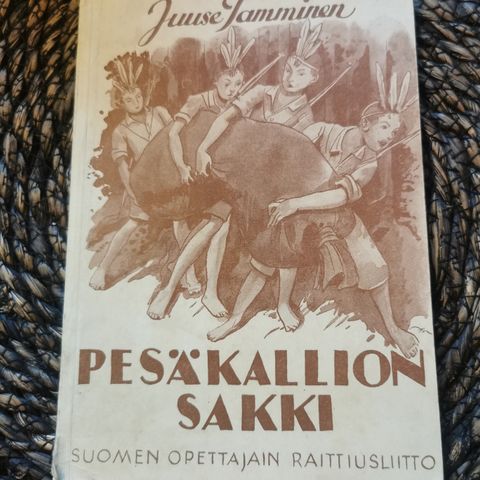 Juuse Tamminen
PESÄKALLION
SAKKI
SUOMEN OPETTAJAIN RAITTIUSLIITTO